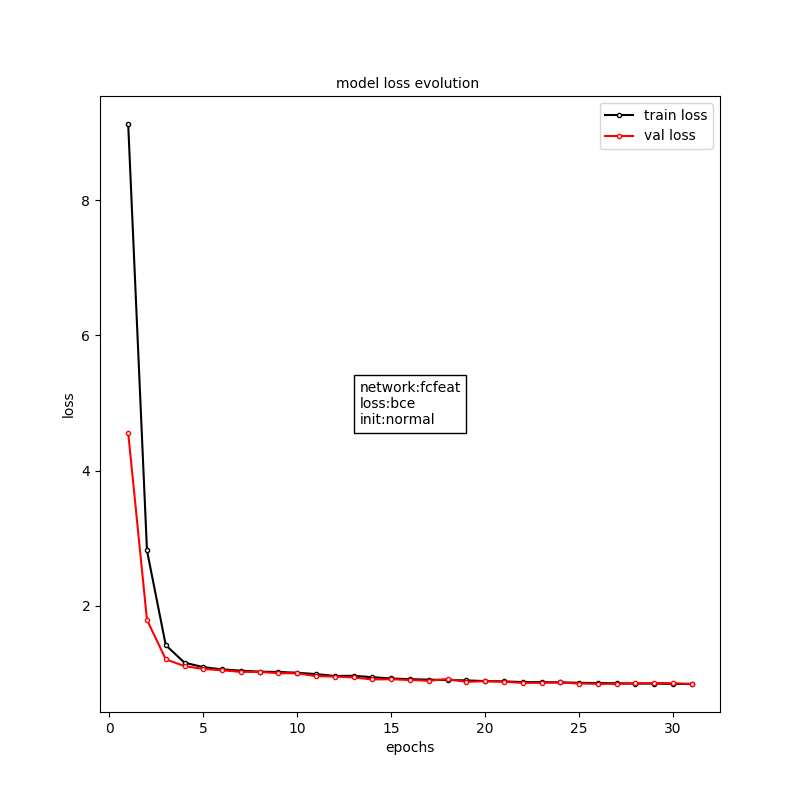 model loss evolution
train loss
val loss
8
6
4
2
loss
network:fcfeat
loss:bce
init:normal
0 5 10 15 20 25 30
epochs